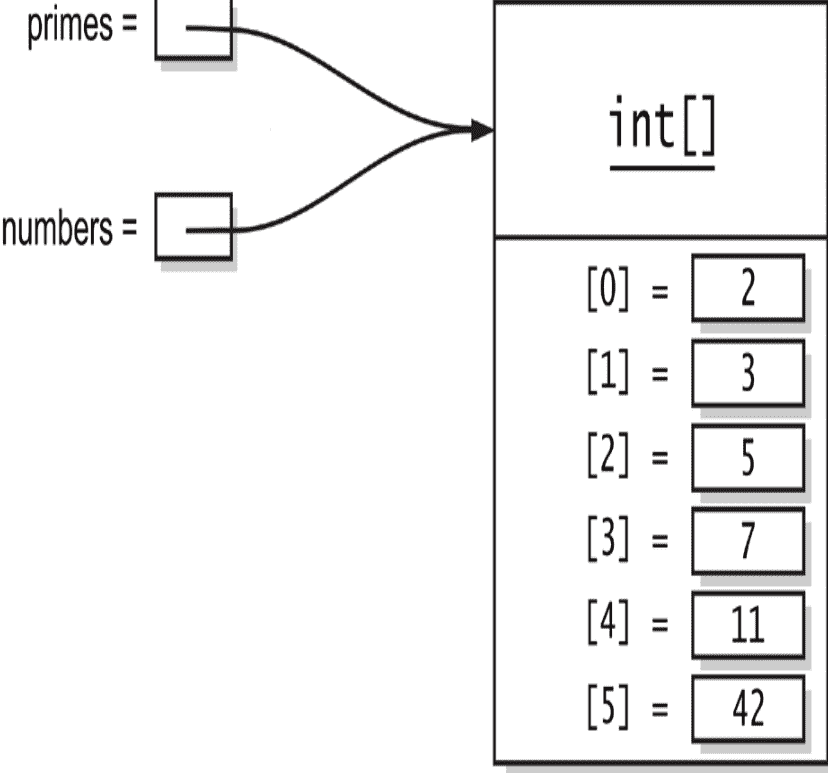 primes =
numbers =
int[]
[0] = 2
[1] = 3
[2] = 5
[3] = 7
[4] = 11
[5] = 42